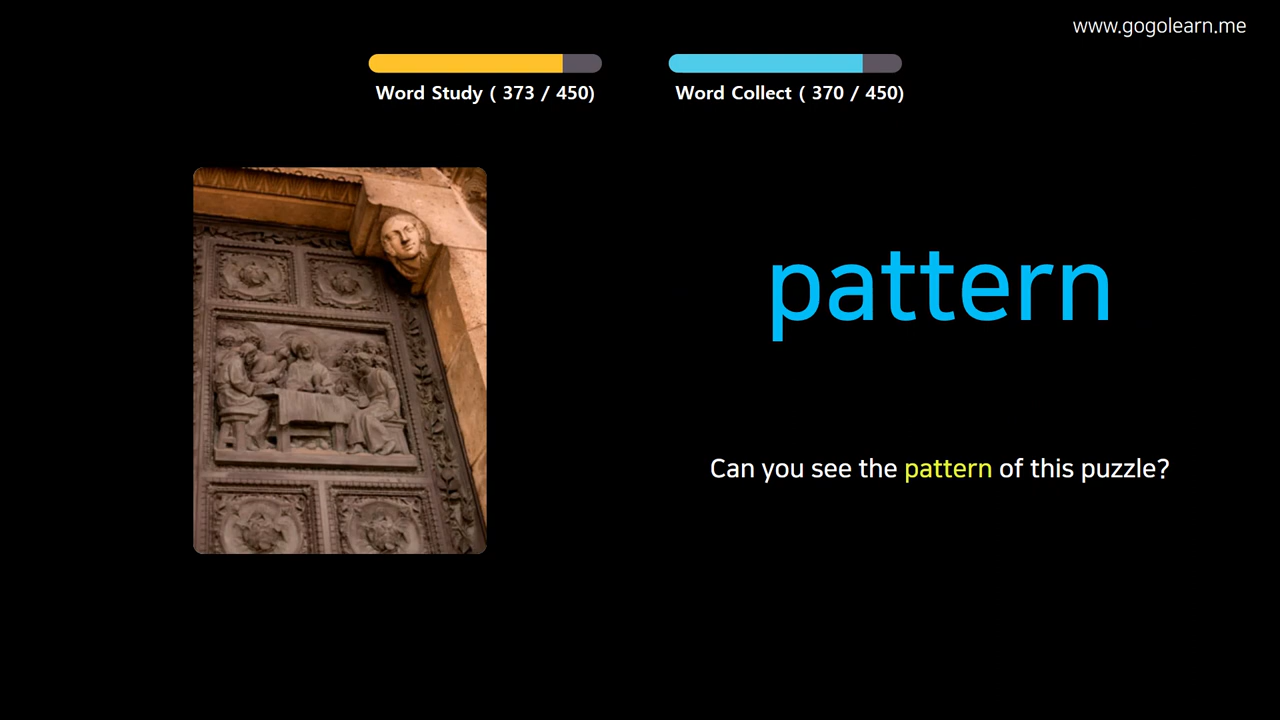 www.gogolearn.me
Word Study ( 373 / 450)
Word Collect ( 370 / 450)
pattern
Can you see the pattern of this puzzle?